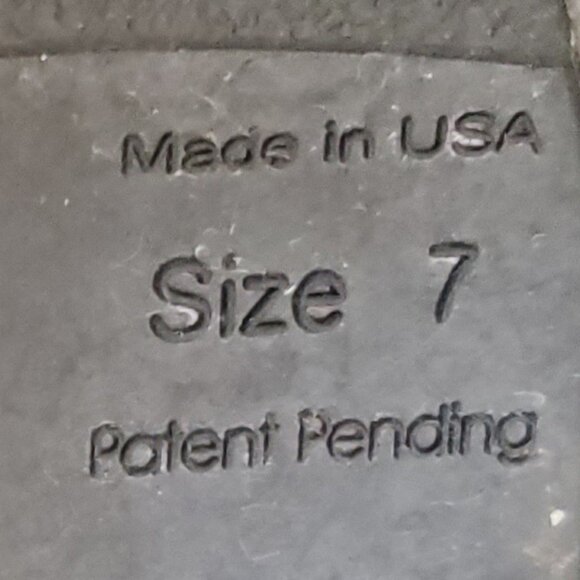 Made in USA
Size 7
Patent Pending